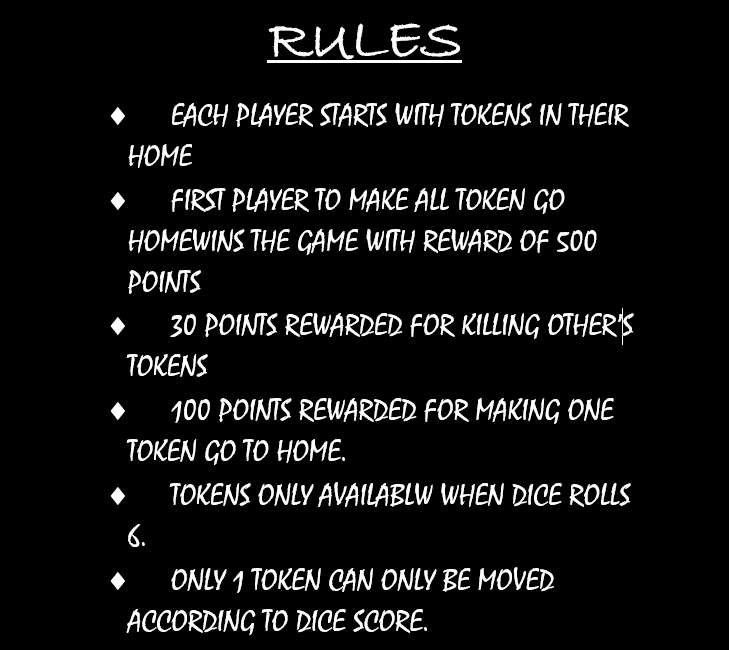 RULES
♦ EACH PLAYER STARTS WITH TOKENS IN THEIR
HOME
♦ FIRST PLAYER TO MAKE ALL TOKEN GO
HOMEWINS THE GAME WITH REWARD OF 500
POINTS
♦ 30 POINTS REWARDED FOR KILLING OTHER'S
TOKENS
♦ 100 POINTS REWARDED FOR MAKING ONE
TOKEN GO TO HOME.
♦ TOKENS ONLY AVAILABLW WHEN DICE ROLLS
6.
♦ ONLY 1 TOKEN CAN ONLY BE MOVED
ACCORDING TO DICE SCORE.